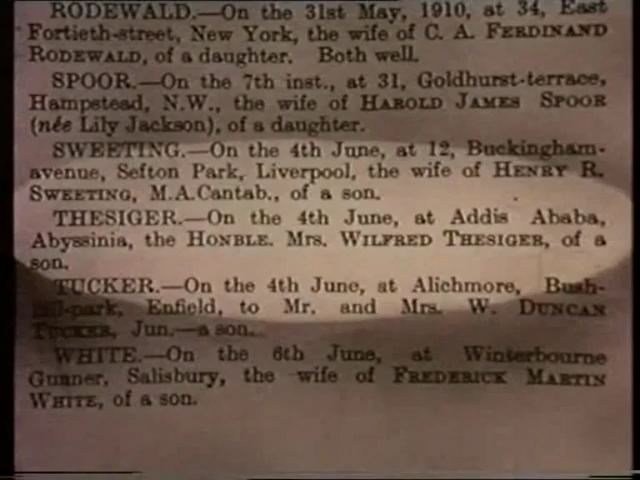 RODEWALD.—On the 31st May, 1910, at 34, East
Fortieth-street, New York, the wife of C. A. FERDINAND
RODEWALD, of a daughter. Both well.
SPOOR.—On the 7th inst., at 31, Goldhurst-terrace,
Hampstead, N.W., the wife of HAROLD JAMES SPOOR
(née Lily Jackson), of a daughter.
SWEETING.—On the 4th June, at 12, Buckingham-
avenue, Sefton Park, Liverpool, the wife of HENRY R.
SWEETING, M.A.Cantab., of a son.
THESIGER.—On the 4th June, at Addis Ababa,
Abyssinia, the HONBLE. Mrs. WILFRED THESIGER, of a
son.
TUCKER.—On the 4th June, at Alichmore, Bush-
hill-park, Enfield, to Mr. and Mrs. W. DUNCAN
TUCKER, Jun.—a son.
WHITE.—On the 6th June, at Winterbourne
Gunner, Salisbury, the wife of FREDERICK MARTIN
WHITE, of a son.